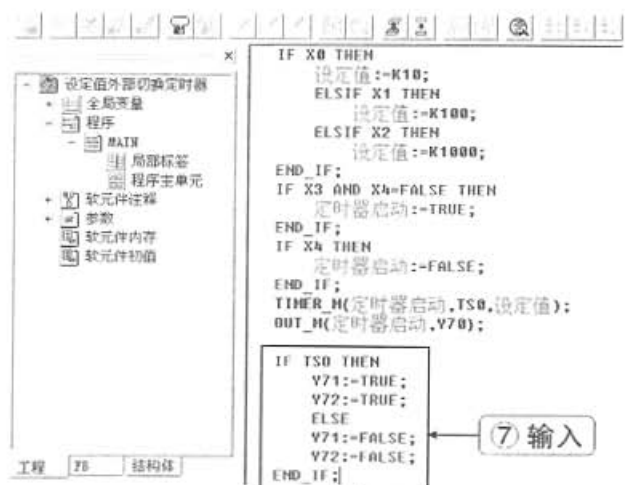 设定值外部切换定时器
全局变量
程序
MAIN
局部标签
程序主单元
软元件注释
参数
软元件内存
软元件初值
工程
FB
结构体
IF X0 THEN
设定值:=K10;
ELSIF X1 THEN
设定值:=K100;
ELSIF X2 THEN
设定值:=K1000;
END_IF;
IF X3 AND X4=FALSE THEN
定时器启动:=TRUE;
END_IF;
IF X4 THEN
定时器启动:=FALSE;
END_IF;
TIMER_M(定时器启动,TS0,设定值);
OUT_M(定时器启动,Y70);
IF TS0 THEN
Y71:=TRUE;
Y72:=TRUE;
ELSE
Y71:=FALSE;
Y72:=FALSE;
END_IF;
⑦ 输入